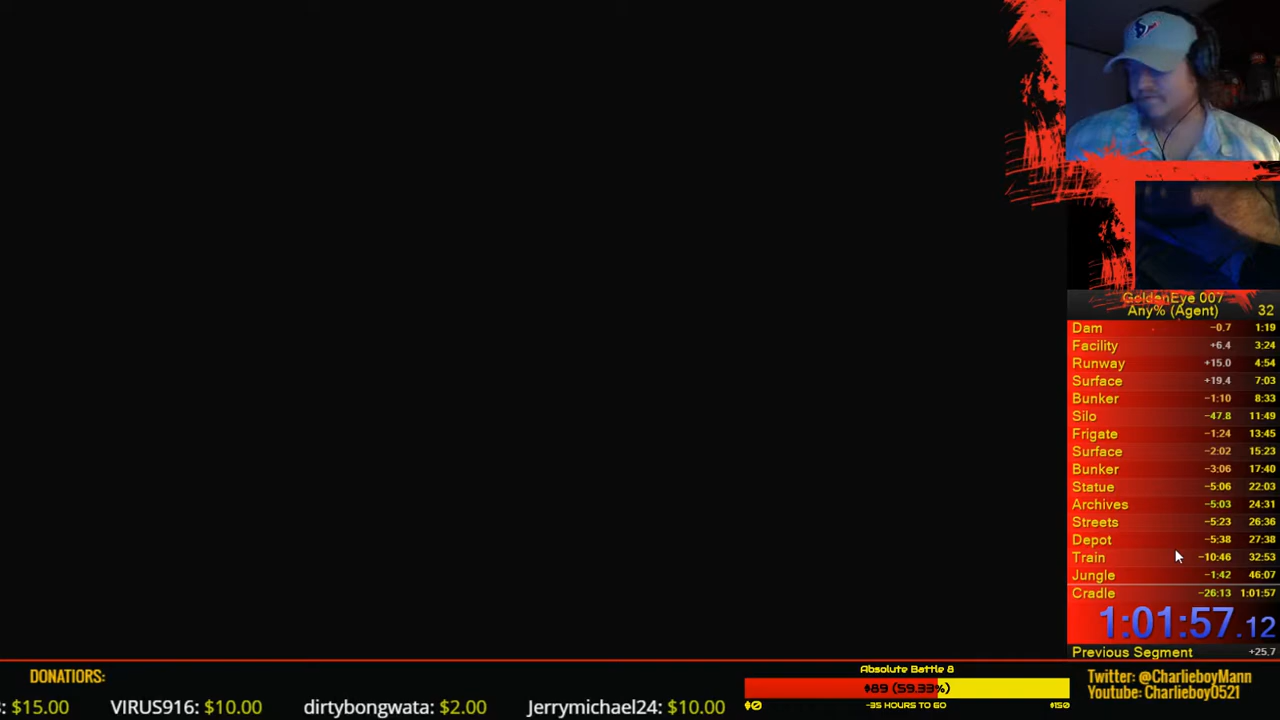 GoldenEye 007
Any% (Agent) 32
Dam −0.7 1:19
Facility +6.4 3:24
Runway +15.0 4:54
Surface +19.4 7:03
Bunker −1:10 8:33
Silo −47.8 11:49
Frigate −1:24 13:45
Surface −2:02 15:23
Bunker −3:06 17:40
Statue −5:06 22:03
Archives −5:03 24:31
Streets −5:23 26:36
Depot −5:38 27:38
Train −10:46 32:53
Jungle −1:42 46:07
Cradle −26:13 1:01:57
1:01:57.12
Previous Segment +25.7
DONATIORS:
: $15.00 VIRUS916: $10.00 dirtybongwata: $2.00 Jerrymichael24: $10.00
Absolute Battle 8
$89 (59.33%)
$0 -35 HOURS TO GO $150
Twitter: @CharlieboyMann
Youtube: Charlieboy0521